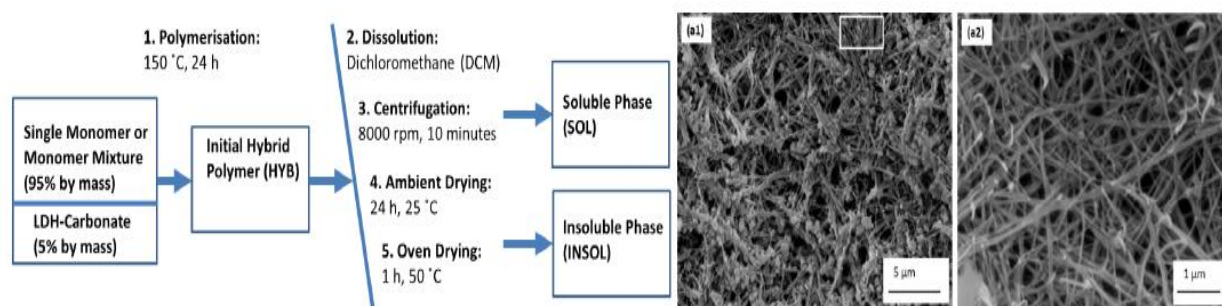 1. Polymerisation:
150 ˚C, 24 h
Single Monomer or
Monomer Mixture
(95% by mass)
LDH-Carbonate
(5% by mass)
Initial Hybrid
Polymer (HYB)
2. Dissolution:
Dichloromethane (DCM)
3. Centrifugation:
8000 rpm, 10 minutes
4. Ambient Drying:
24 h, 25 ˚C
5. Oven Drying:
1 h, 50 ˚C
Soluble Phase
(SOL)
Insoluble Phase
(INSOL)
(a1)
5 µm
(a2)
1 µm